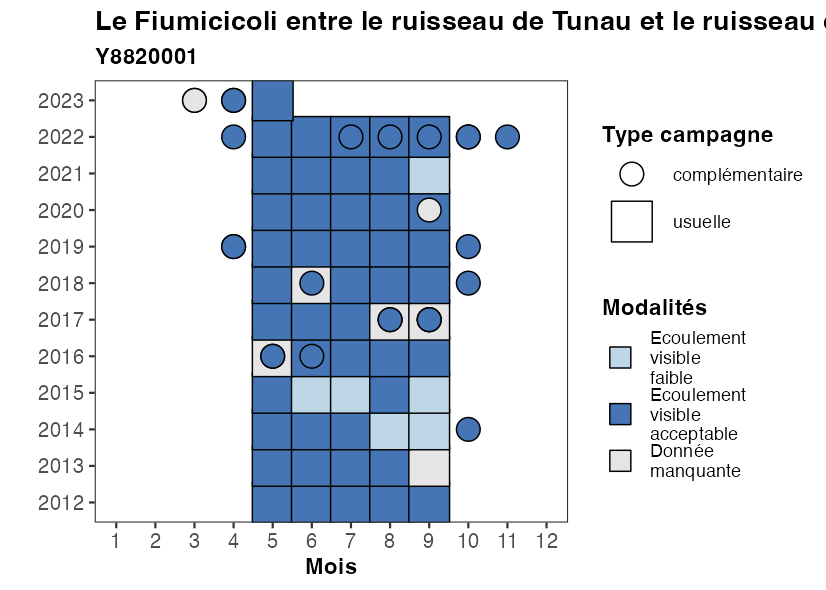 Le Fiumicicoli entre le ruisseau de Tunau et le ruisseau
Y8820001
2023
2022
2021
2020
2019
2018
2017
2016
2015
2014
2013
2012
1 2 3 4 5 6 7 8 9 10 11 12
Mois
Type campagne
complémentaire
usuelle
Modalités
Ecoulement
visible
faible
Ecoulement
visible
acceptable
Donnée
manquante